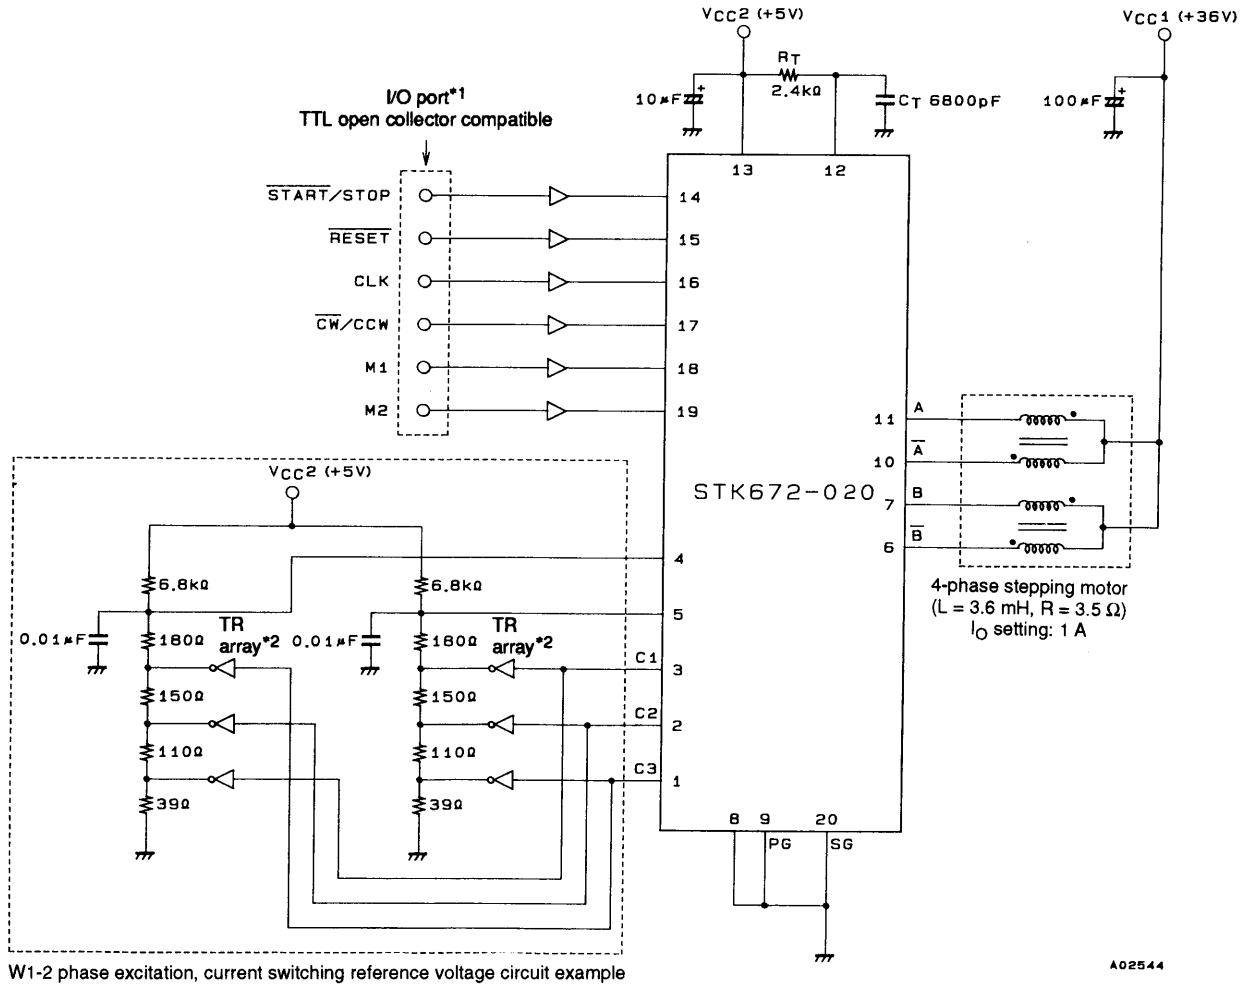 VCC2 (+5V)
VCC1 (+36V)
RT
2.4kΩ
10µF
+
CT 6800pF
100µF
+
I/O port*1
TTL open collector compatible
13
12
START/STOP
14
RESET
15
CLK
16
CW/CCW
17
M1
18
M2
19
11
A
10
A
STK672-020
7
B
6
B
4-phase stepping motor
(L = 3.6 mH, R = 3.5 Ω)
IO setting: 1 A
VCC2 (+5V)
4
6.8kΩ
6.8kΩ
5
0.01µF
180Ω
TR
array*2
0.01µF
180Ω
TR
array*2
C1
3
150Ω
150Ω
C2
2
110Ω
110Ω
C3
1
39Ω
39Ω
8
9
20
PG
SG
W1-2 phase excitation, current switching reference voltage circuit example
A02544